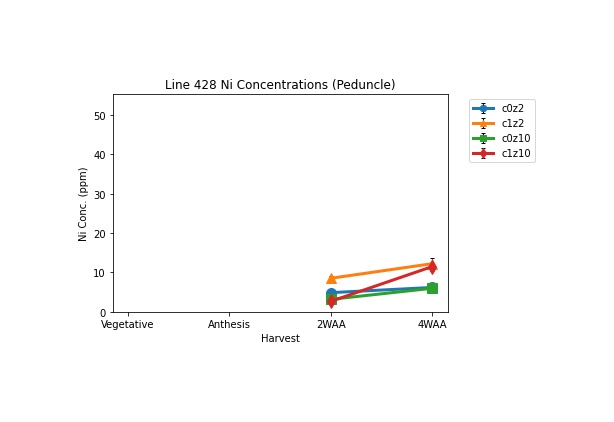 Line 428 Ni Concentrations (Peduncle)
50
40
30
20
10
0
Ni Conc. (ppm)
Vegetative Anthesis 2WAA 4WAA
Harvest
c0z2
c1z2
c0z10
c1z10